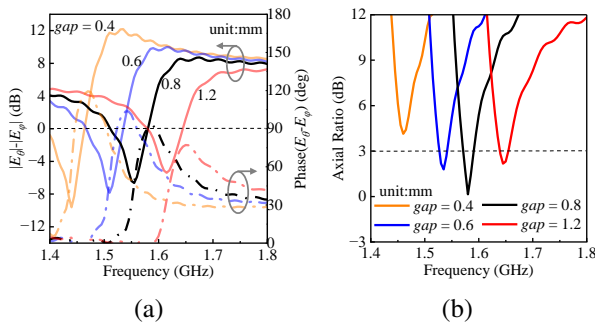 gap = 0.4
unit:mm
0.6
0.8
1.2
12
8
4
0
−4
−8
−12
180
150
120
90
60
30
0
|Eθ|-|Eφ| (dB)
Phase(Eθ-Eφ) (deg)
1.4 1.5 1.6 1.7 1.8
Frequency (GHz)
(a)
12
9
6
3
0
−3
Axial Ratio (dB)
unit:mm
gap = 0.4 gap = 0.8
gap = 0.6 gap = 1.2
1.4 1.5 1.6 1.7 1.8
Frequency (GHz)
(b)